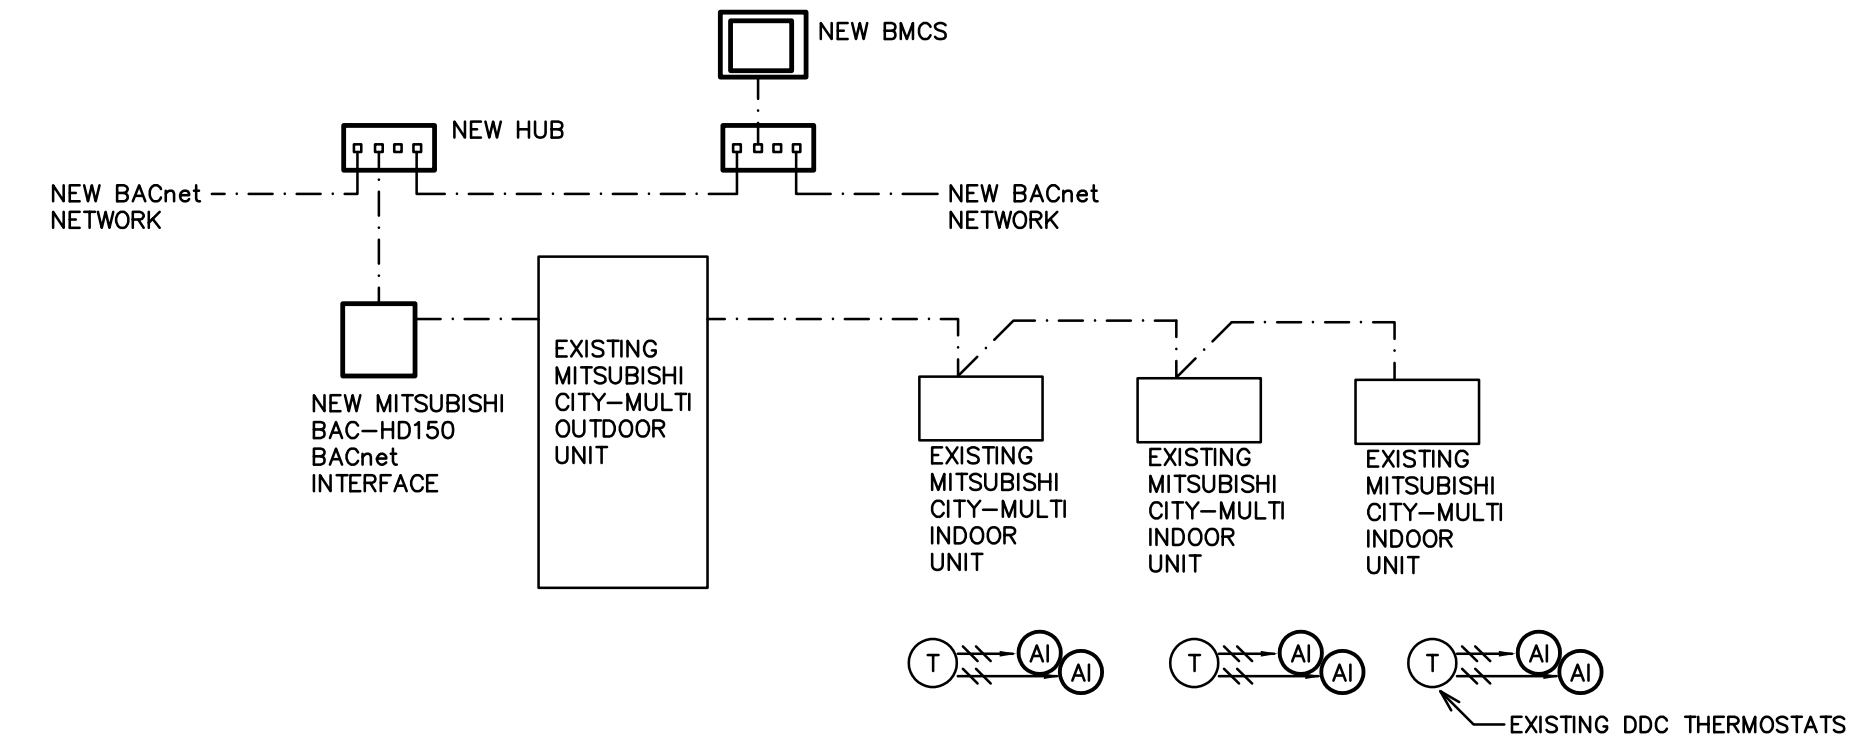 NEW BMCS
NEW HUB
NEW BACnet
NETWORK
NEW BACnet
NETWORK
NEW MITSUBISHI
BAC-HD150
BACnet
INTERFACE
EXISTING
MITSUBISHI
CITY-MULTI
OUTDOOR
UNIT
EXISTING
MITSUBISHI
CITY-MULTI
INDOOR
UNIT
EXISTING
MITSUBISHI
CITY-MULTI
INDOOR
UNIT
EXISTING
MITSUBISHI
CITY-MULTI
INDOOR
UNIT
T AI AI
T AI AI
T AI AI
EXISTING DDC THERMOSTATS